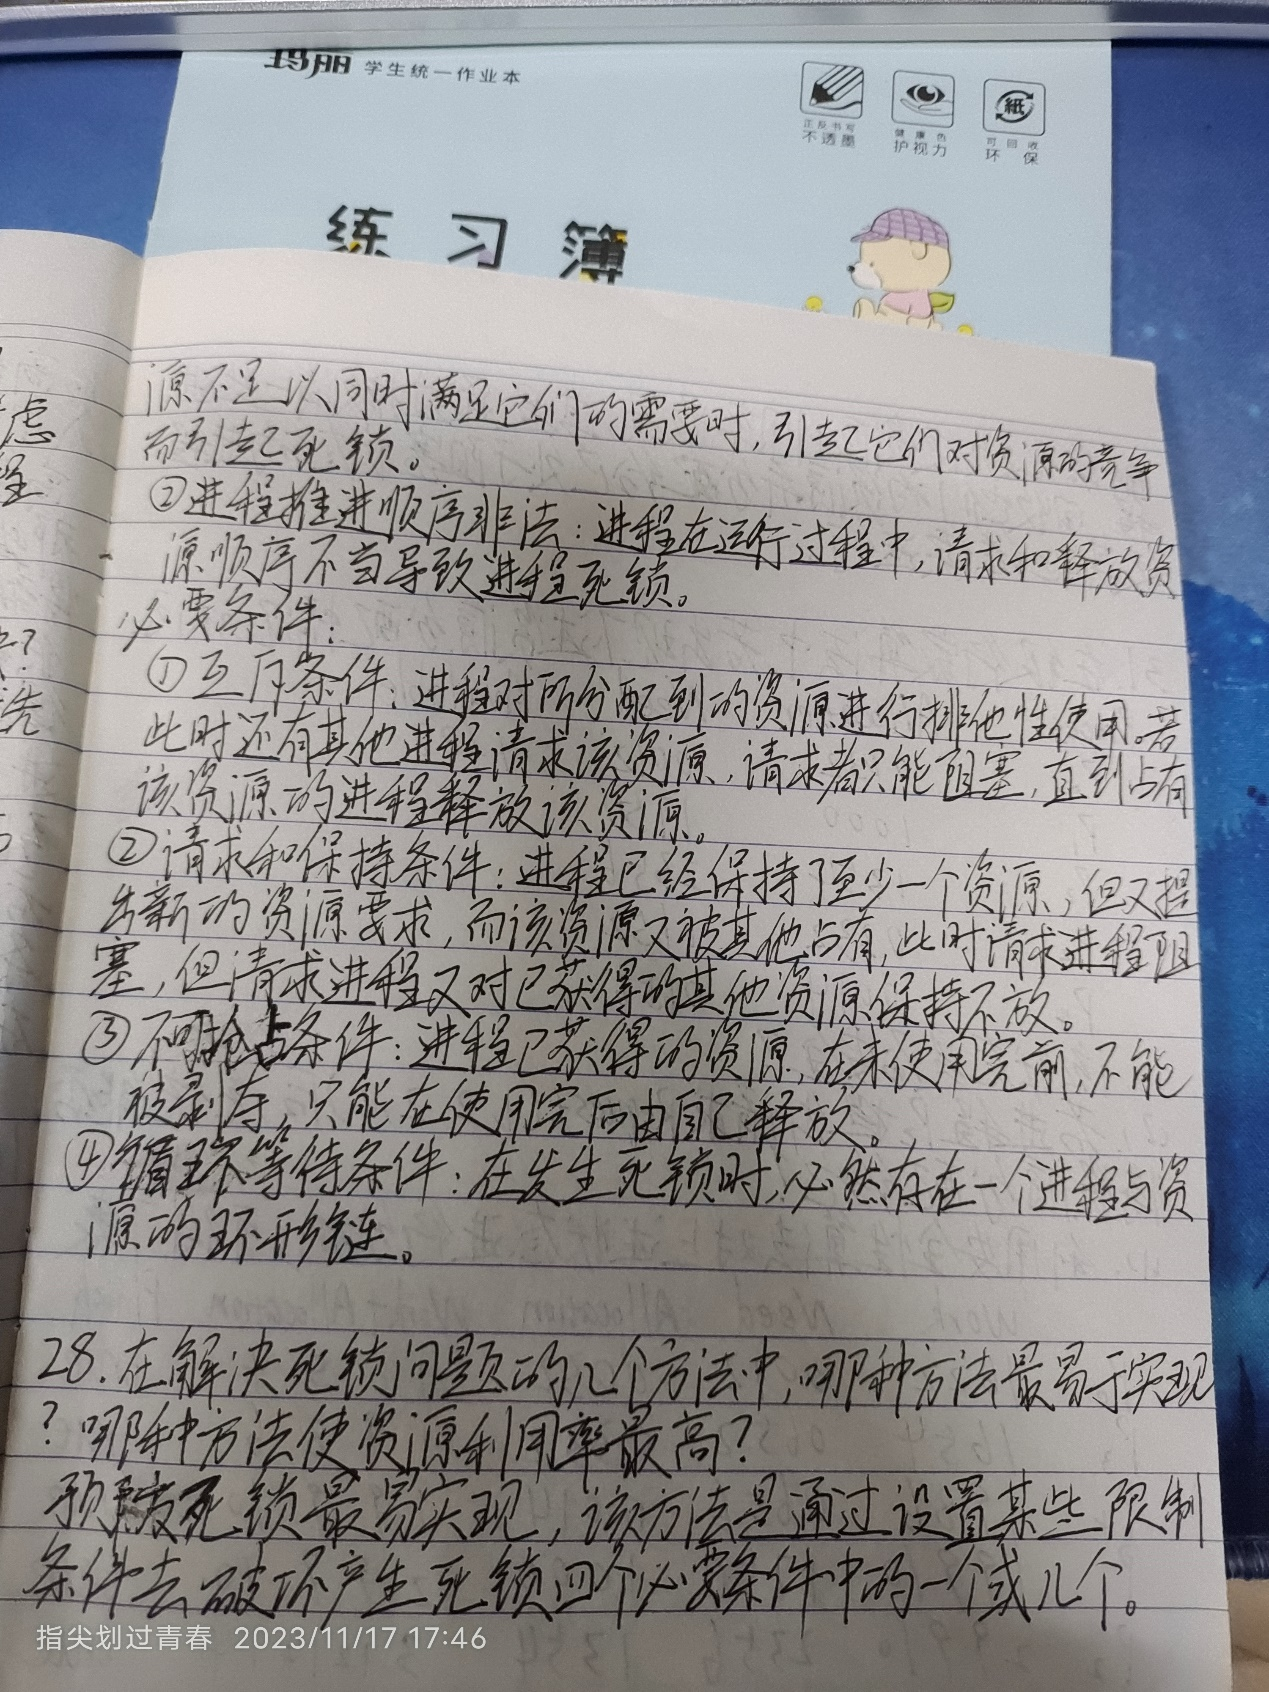 玛丽 学生统一作业本
正反书写 不透墨
健康色 护视力
紙
可回收 环保
练习簿
虑
程
先
源不足以同时满足它们的需要时,引起它们对资源的竞争
而引起死锁。
②进程推进顺序非法:进程在运行过程中,请求和释放资
源顺序不当导致进程死锁。
必要条件:
①互斥条件:进程对所分配到的资源进行排他性使用。若
此时还有其他进程请求该资源,请求者只能阻塞,直到占有
该资源的进程释放该资源。
②请求和保持条件:进程已经保持了至少一个资源,但又提
出新的资源要求,而该资源又被其他占有,此时请求进程阻
塞,但请求进程又对已获得的其他资源保持不放。
③不可抢占条件:进程已获得的资源,在未使用完前,不能
被剥夺,只能在使用完后由自己释放。
④循环等待条件:在发生死锁时,必然存在一个进程与资
源的环形链。
28.在解决死锁问题的几个方法中,哪种方法最易于实现
?哪种方法使资源利用率最高?
预防死锁最易实现,该方法是通过设置某些限制
条件去破坏产生死锁四个必要条件中的一个或几个。
指尖划过青春 2023/11/17 17:46